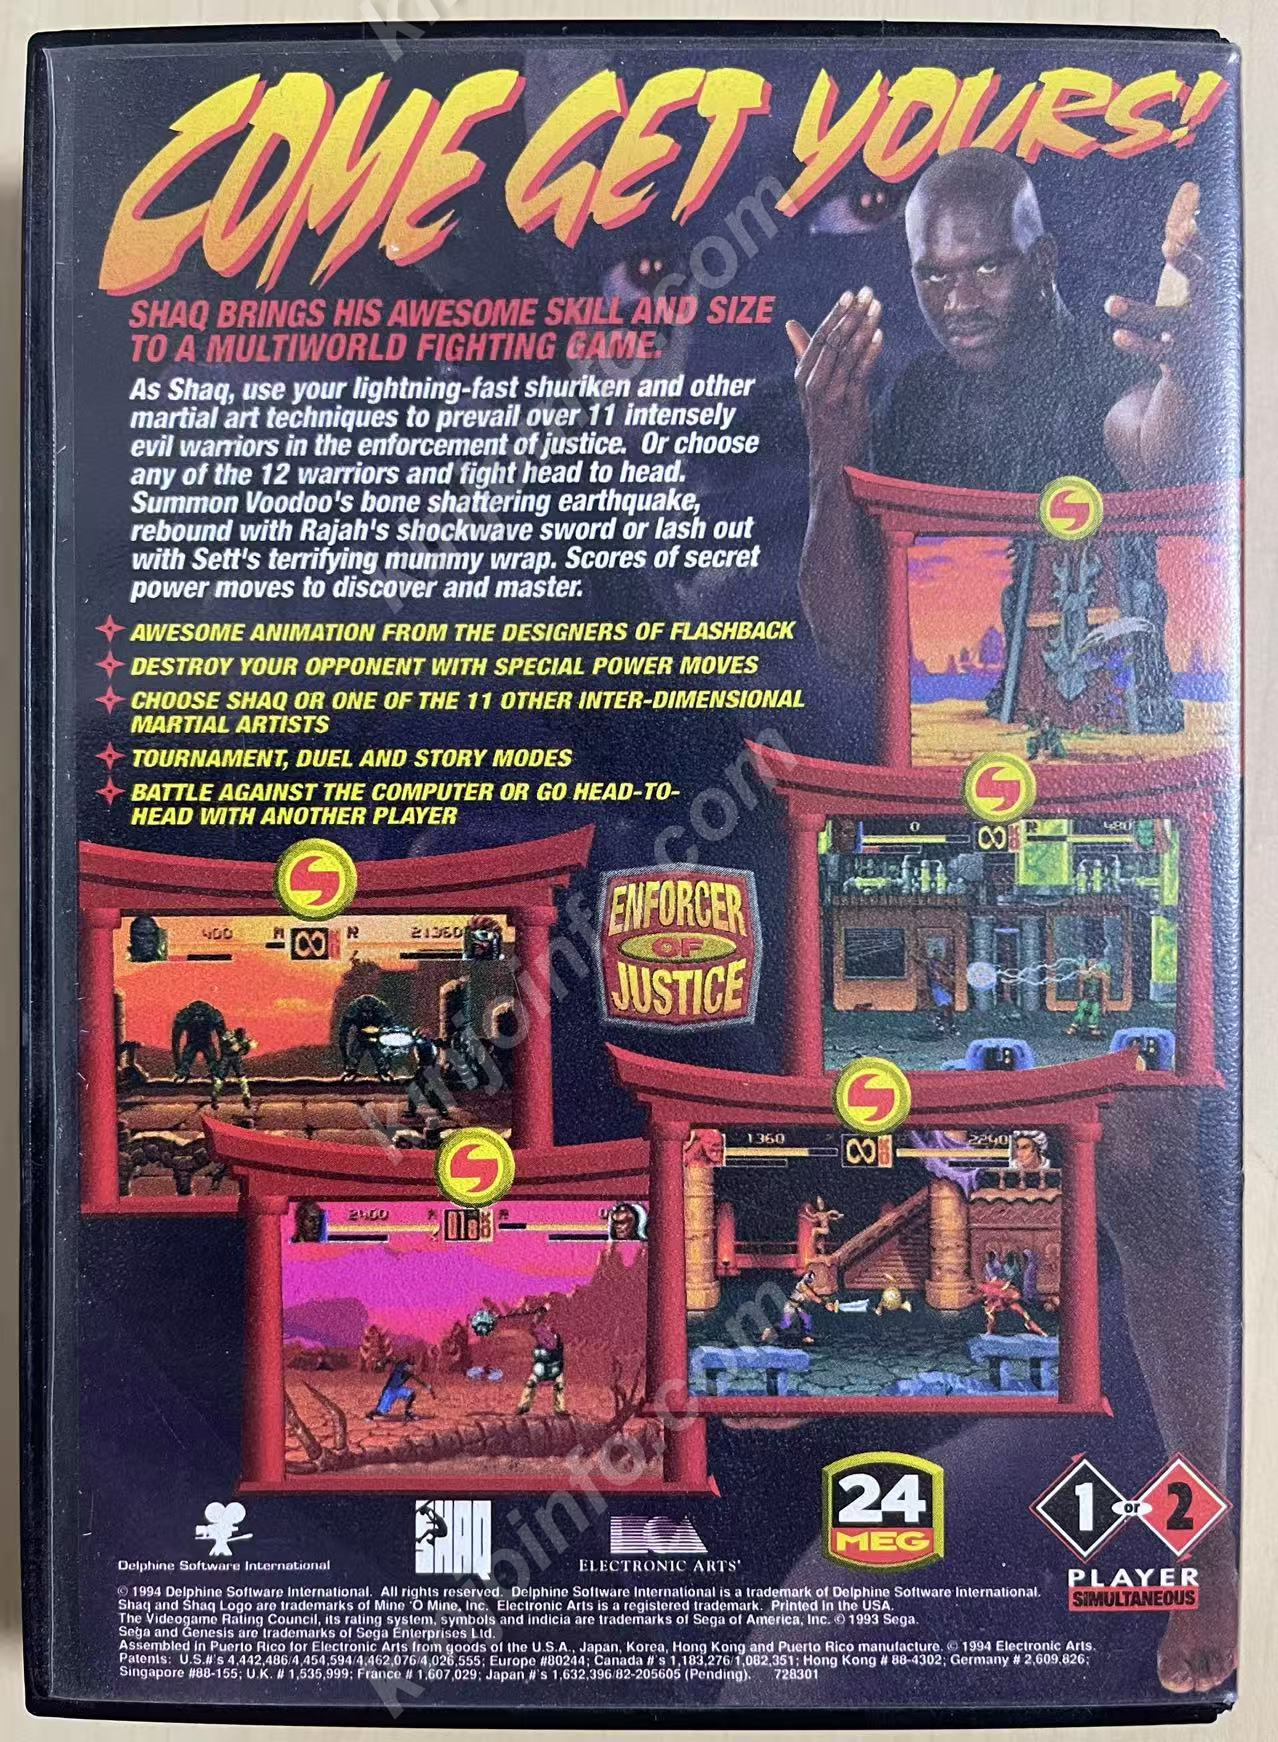 COME GET YOURS!
SHAQ BRINGS HIS AWESOME SKILL AND SIZE
TO A MULTIWORLD FIGHTING GAME.
As Shaq, use your lightning-fast shuriken and other
martial art techniques to prevail over 11 intensely
evil warriors in the enforcement of justice. Or choose
any of the 12 warriors and fight head to head.
Summon Voodoo's bone shattering earthquake,
rebound with Rajah's shockwave sword or lash out
with Sett's terrifying mummy wrap. Scores of secret
power moves to discover and master.
AWESOME ANIMATION FROM THE DESIGNERS OF FLASHBACK
DESTROY YOUR OPPONENT WITH SPECIAL POWER MOVES
CHOOSE SHAQ OR ONE OF THE 11 OTHER INTER-DIMENSIONAL
MARTIAL ARTISTS
TOURNAMENT, DUEL AND STORY MODES
BATTLE AGAINST THE COMPUTER OR GO HEAD-TO-
HEAD WITH ANOTHER PLAYER
0 480
ENFORCER
OF
JUSTICE
400 21360
1360 2240
2400 0
24
MEG
1 or 2
PLAYER
SIMULTANEOUS
Delphine Software International
SHAQ
ELECTRONIC ARTS®
© 1994 Delphine Software International. All rights reserved. Delphine Software International is a trademark of Delphine Software International.
Shaq and Shaq Logo are trademarks of Mine 'O Mine, Inc. Electronic Arts is a registered trademark. Printed in the USA.
The Videogame Rating Council, its rating system, symbols and indicia are trademarks of Sega of America, Inc. © 1993 Sega.
Sega and Genesis are trademarks of Sega Enterprises Ltd.
Assembled in Puerto Rico for Electronic Arts from goods of the U.S.A., Japan, Korea, Hong Kong and Puerto Rico manufacture. © 1994 Electronic Arts.
Patents: U.S.#'s 4,442,486/4,454,594/4,462,076/4,026,555; Europe #80244; Canada #'s 1,183,276/1,082,351; Hong Kong # 88-4302; Germany # 2,609,826;
Singapore #88-155; U.K. # 1,535,999; France # 1,607,029; Japan #'s 1,632,396/82-205605 (Pending). 728301
kinjoinfo.com
kinjoinfo.com
kinjoinfo.com